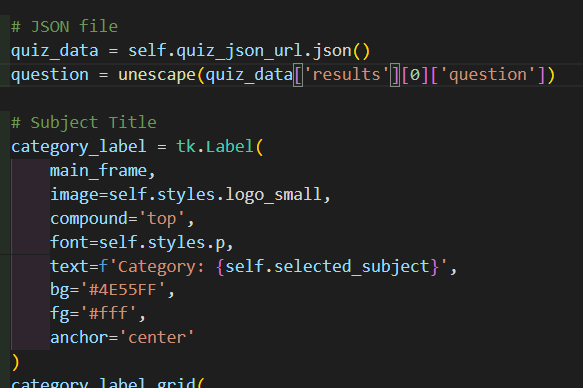 # JSON file
quiz_data = self.quiz_json_url.json()
question = unescape(quiz_data['results'][0]['question'])
# Subject Title
category_label = tk.Label(
main_frame,
image=self.styles.logo_small,
compound='top',
font=self.styles.p,
text=f'Category: {self.selected_subject}',
bg='#4E55FF',
fg='#fff',
anchor='center'
)
category_label.grid(